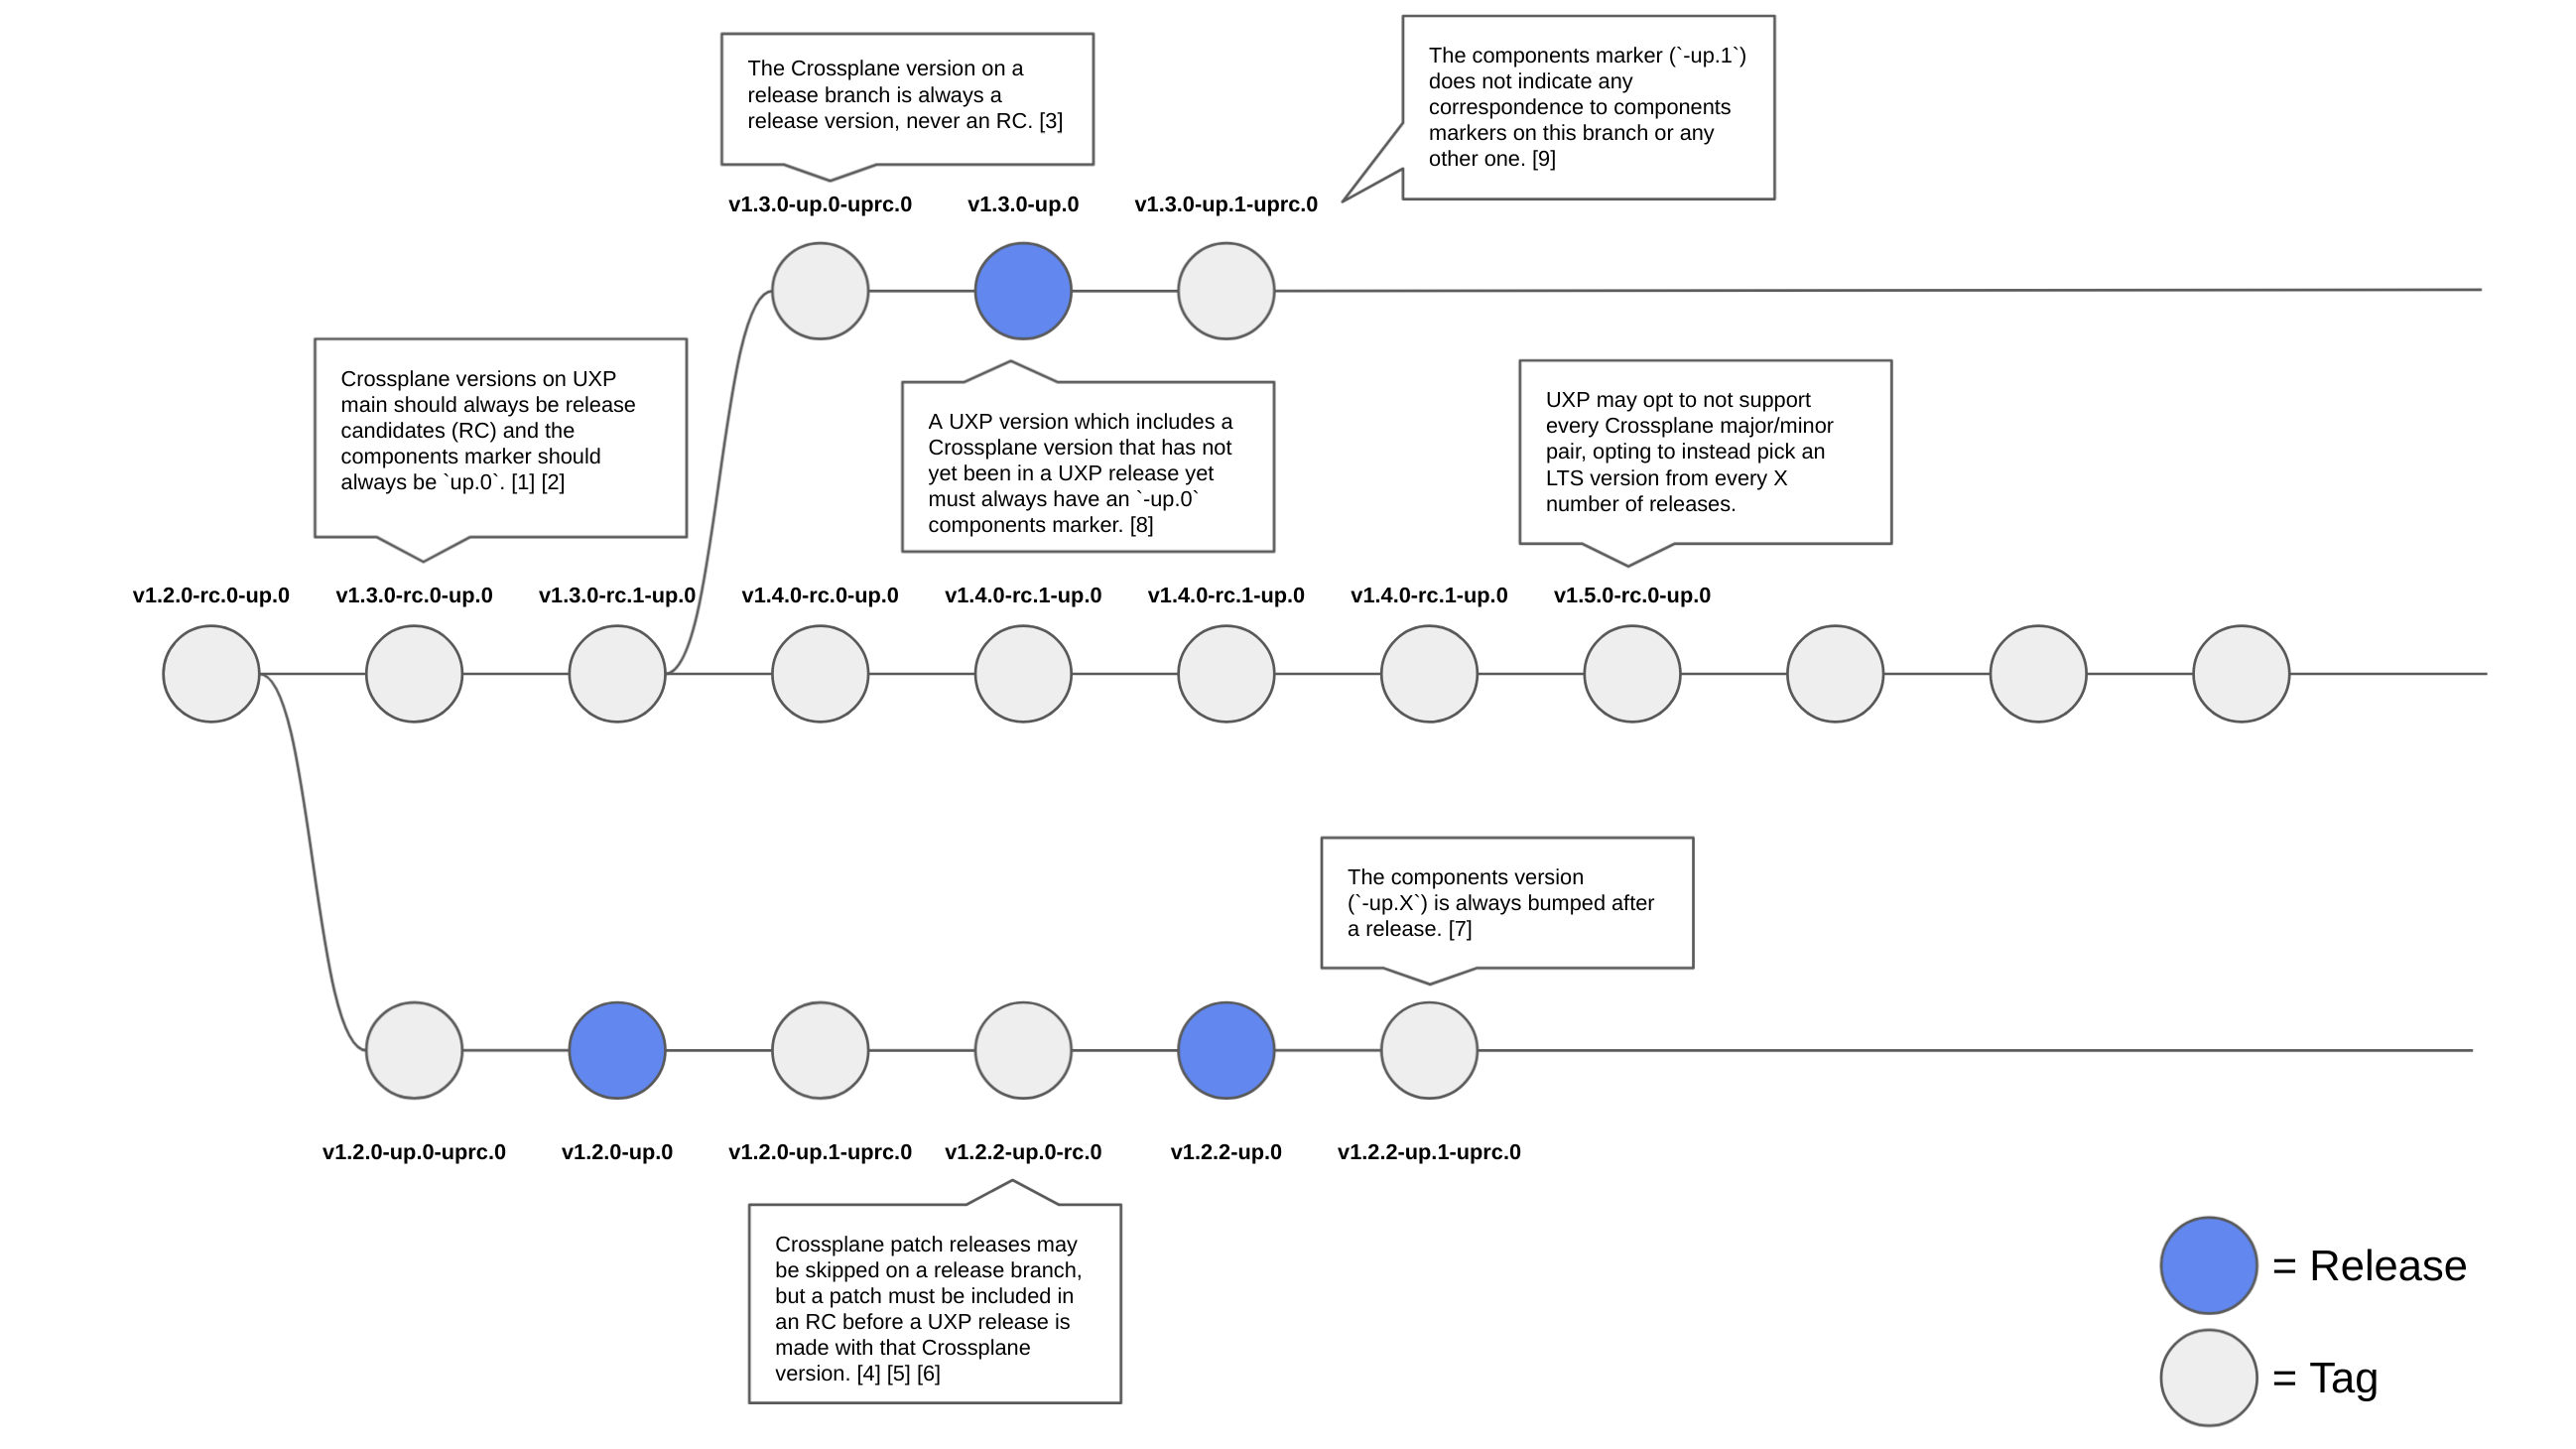 The Crossplane version on a
release branch is always a
release version, never an RC. [3]
The components marker (`-up.1`)
does not indicate any
correspondence to components
markers on this branch or any
other one. [9]
v1.3.0-up.0-uprc.0
v1.3.0-up.0
v1.3.0-up.1-uprc.0
Crossplane versions on UXP
main should always be release
candidates (RC) and the
components marker should
always be `up.0`. [1] [2]
A UXP version which includes a
Crossplane version that has not
yet been in a UXP release yet
must always have an `-up.0`
components marker. [8]
UXP may opt to not support
every Crossplane major/minor
pair, opting to instead pick an
LTS version from every X
number of releases.
v1.2.0-rc.0-up.0
v1.3.0-rc.0-up.0
v1.3.0-rc.1-up.0
v1.4.0-rc.0-up.0
v1.4.0-rc.1-up.0
v1.4.0-rc.1-up.0
v1.4.0-rc.1-up.0
v1.5.0-rc.0-up.0
The components version
(`-up.X`) is always bumped after
a release. [7]
v1.2.0-up.0-uprc.0
v1.2.0-up.0
v1.2.0-up.1-uprc.0
v1.2.2-up.0-rc.0
v1.2.2-up.0
v1.2.2-up.1-uprc.0
Crossplane patch releases may
be skipped on a release branch,
but a patch must be included in
an RC before a UXP release is
made with that Crossplane
version. [4] [5] [6]
= Release
= Tag